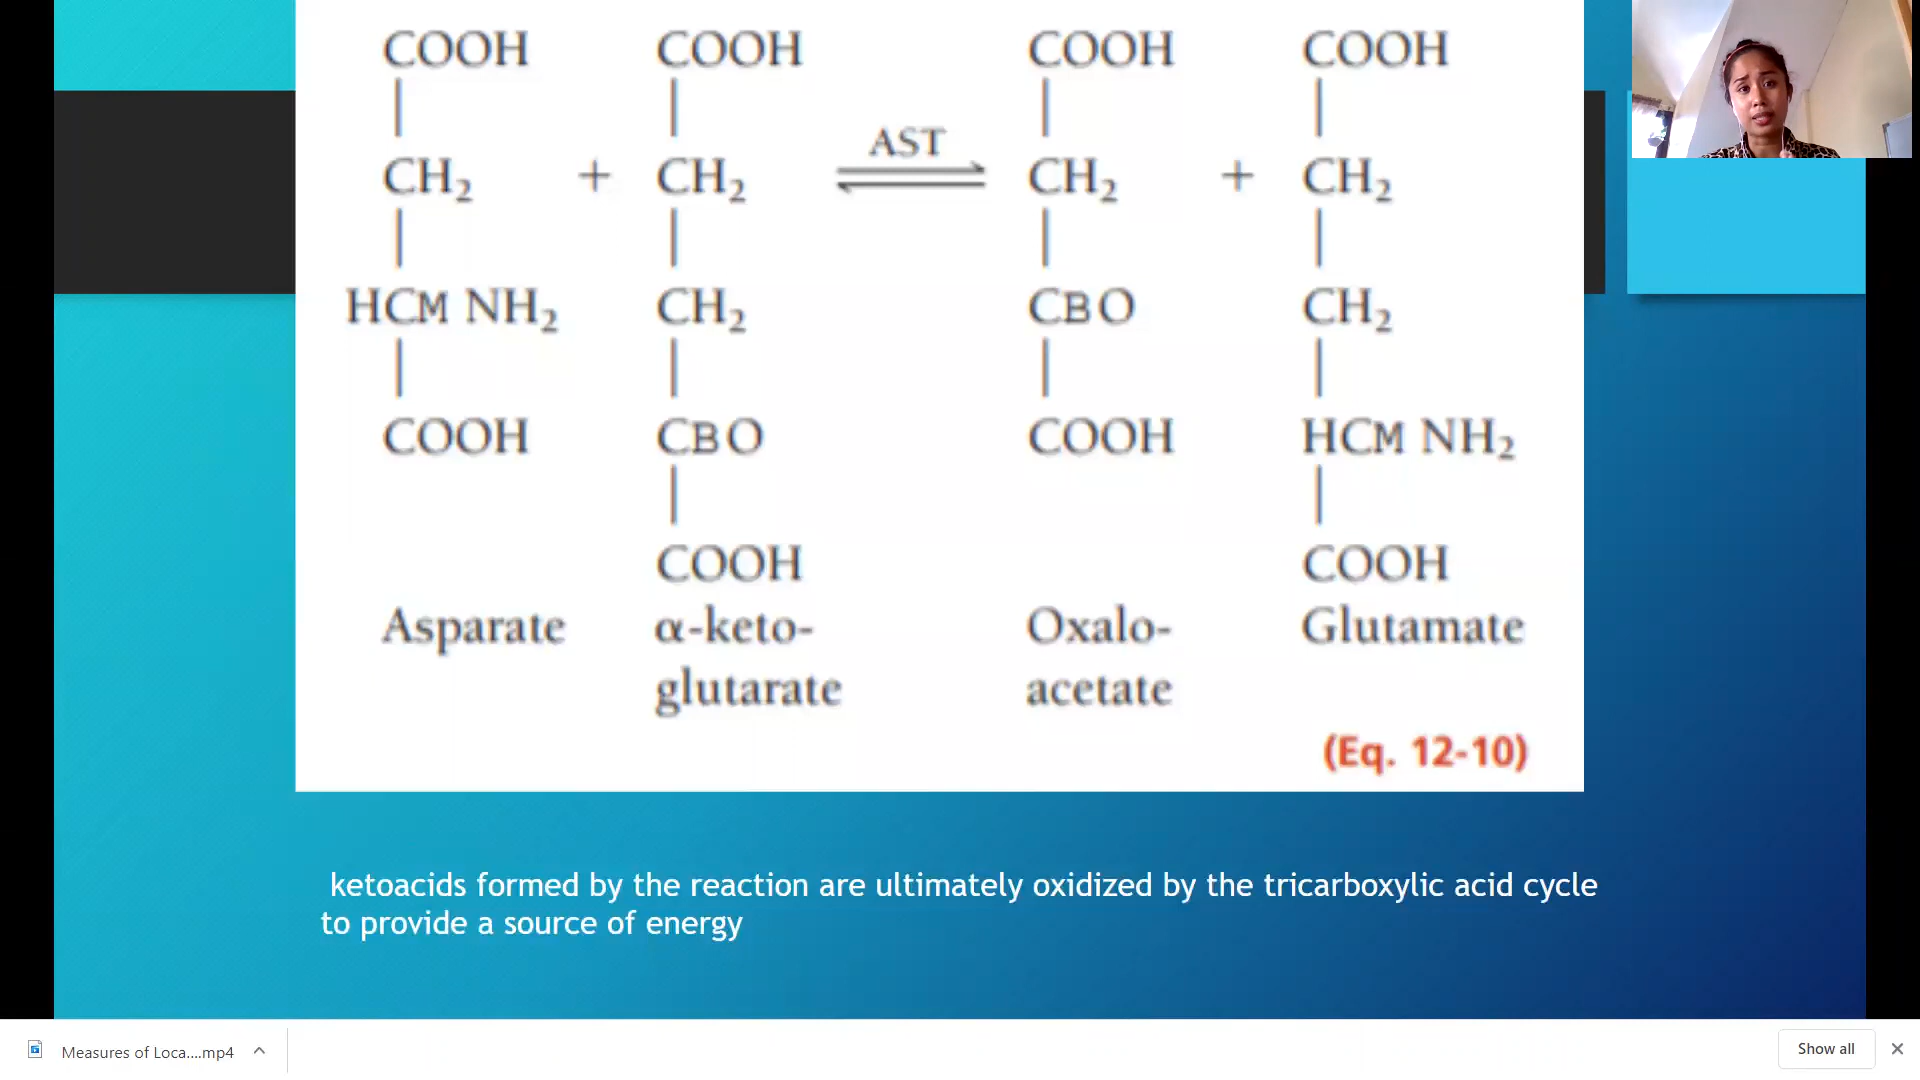 COOH COOH COOH COOH
AST
CH₂ + CH₂ CH₂ + CH₂
HCM NH₂ CH₂ CBO CH₂
COOH CBO COOH HCM NH₂
COOH COOH
Asparate α-keto- Oxalo- Glutamate
glutarate acetate
(Eq. 12-10)
ketoacids formed by the reaction are ultimately oxidized by the tricarboxylic acid cycle
to provide a source of energy
Measures of Loca....mp4 Show all